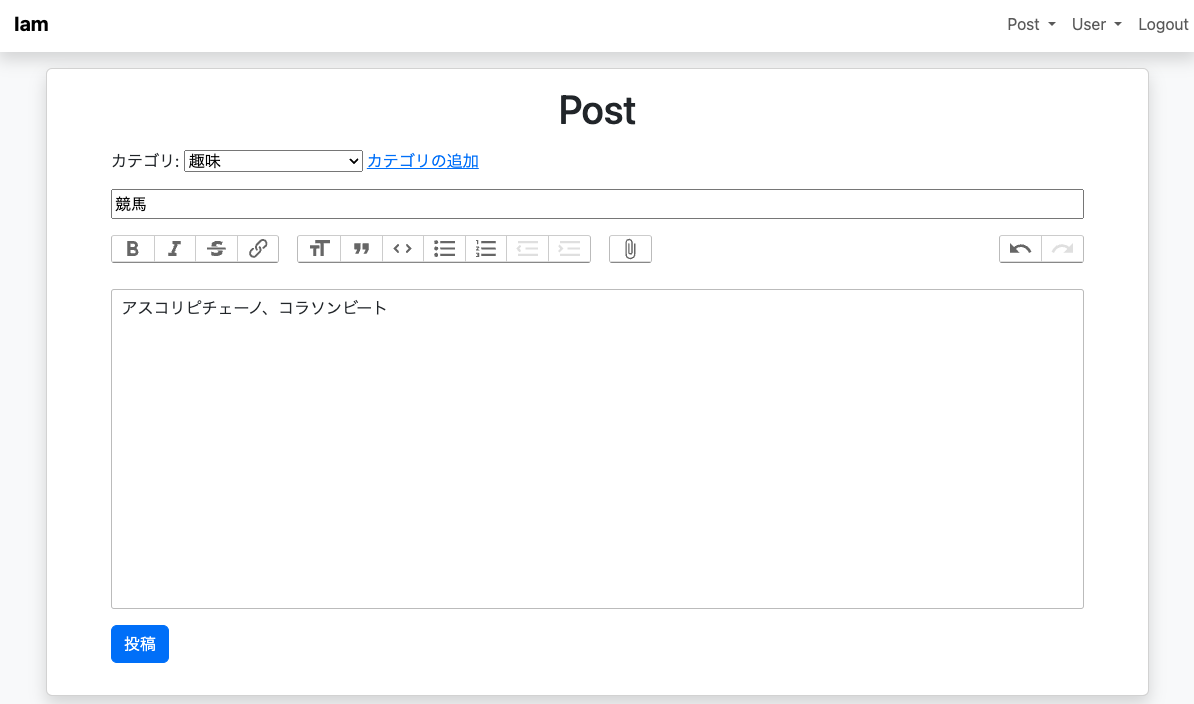 Iam
Post User Logout
Post
カテゴリ: 趣味 カテゴリの追加
競馬
アスコリピチェーノ、コラソンビート
投稿